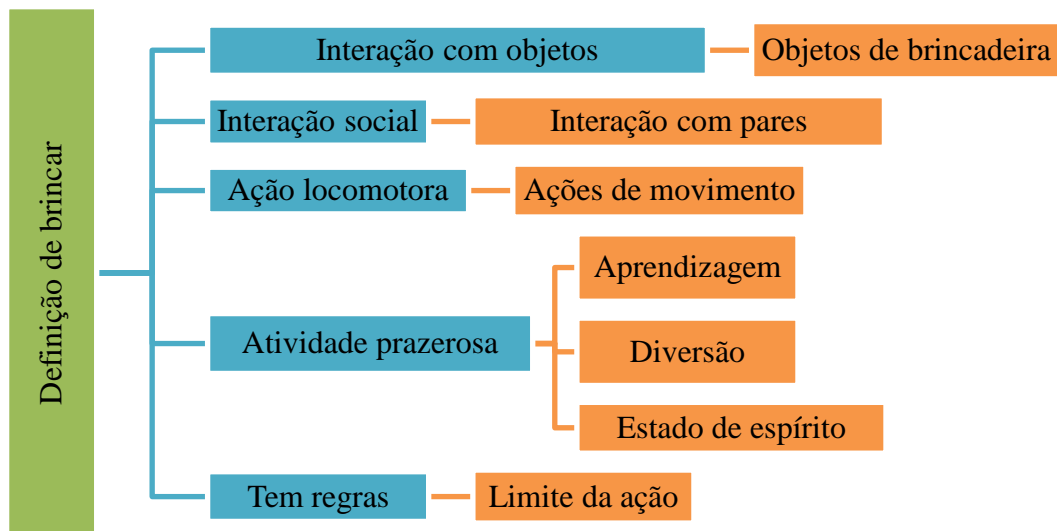 Definição de brincar
Interação com objetos
Objetos de brincadeira
Interação social
Interação com pares
Ação locomotora
Ações de movimento
Atividade prazerosa
Aprendizagem
Diversão
Estado de espírito
Tem regras
Limite da ação